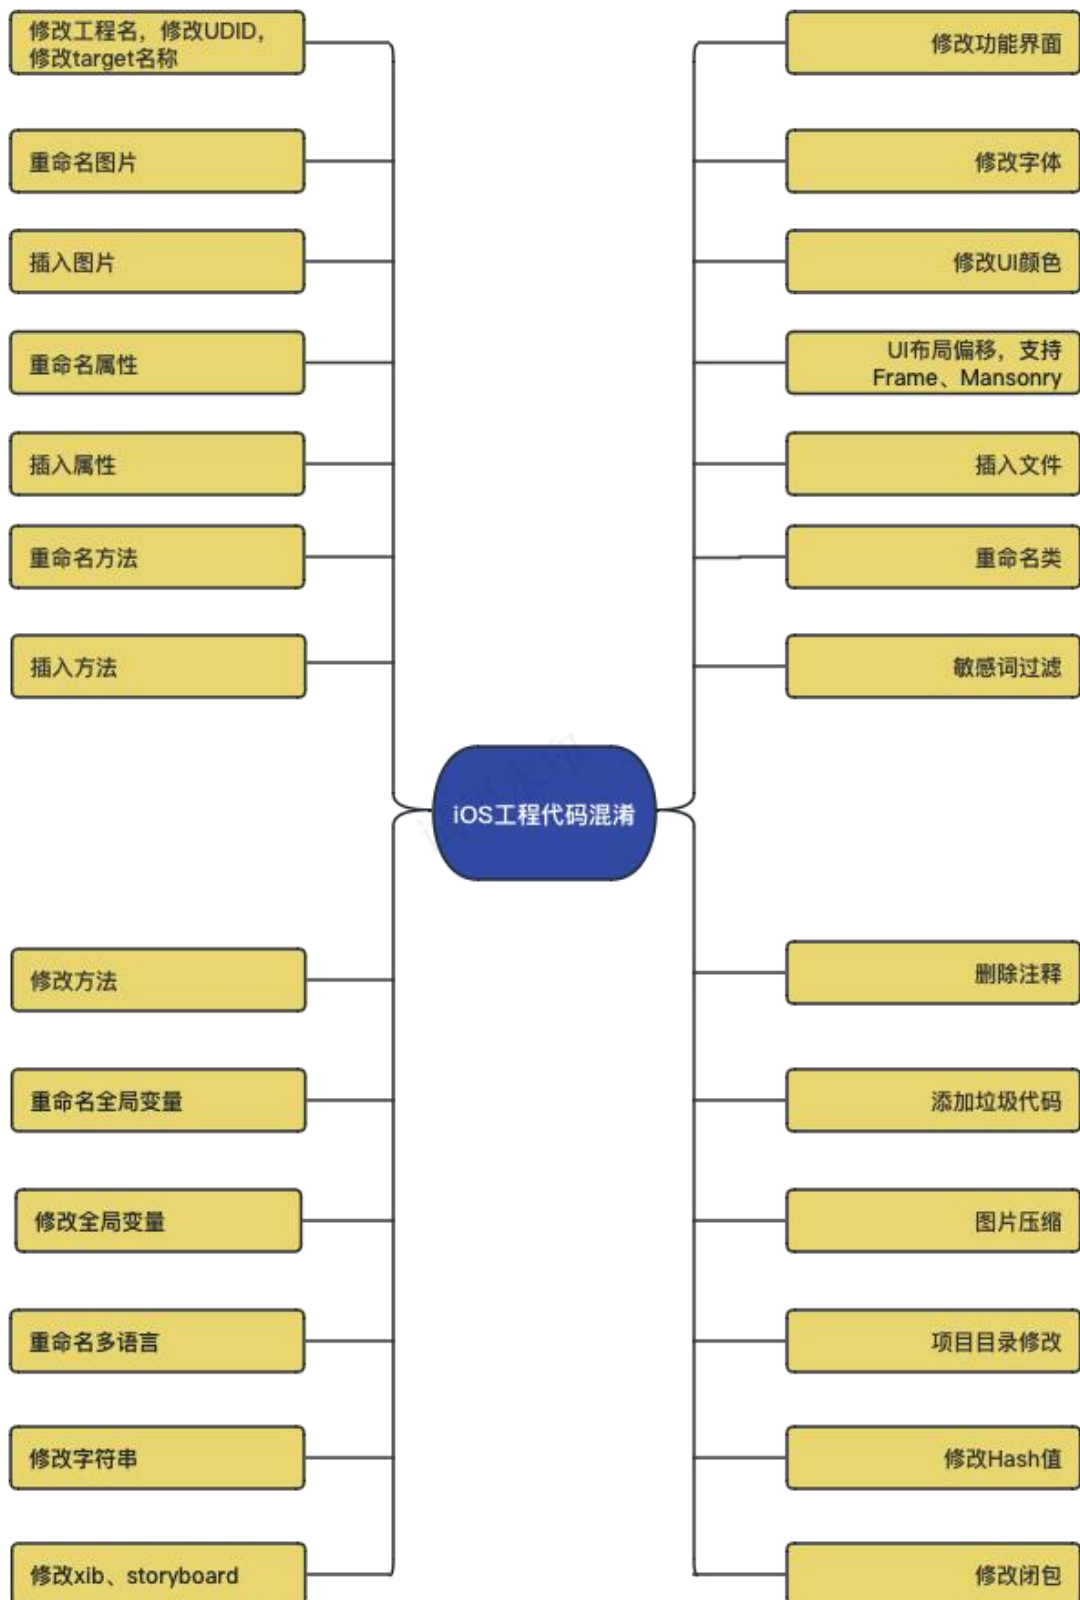 修改工程名，修改UDID，
修改target名称
重命名图片
插入图片
重命名属性
插入属性
重命名方法
插入方法
修改方法
重命名全局变量
修改全局变量
重命名多语言
修改字符串
修改xib、storyboard
iOS工程代码混淆
修改功能界面
修改字体
修改UI颜色
UI布局偏移，支持
Frame、Mansonry
插入文件
重命名类
敏感词过滤
删除注释
添加垃圾代码
图片压缩
项目目录修改
修改Hash值
修改闭包